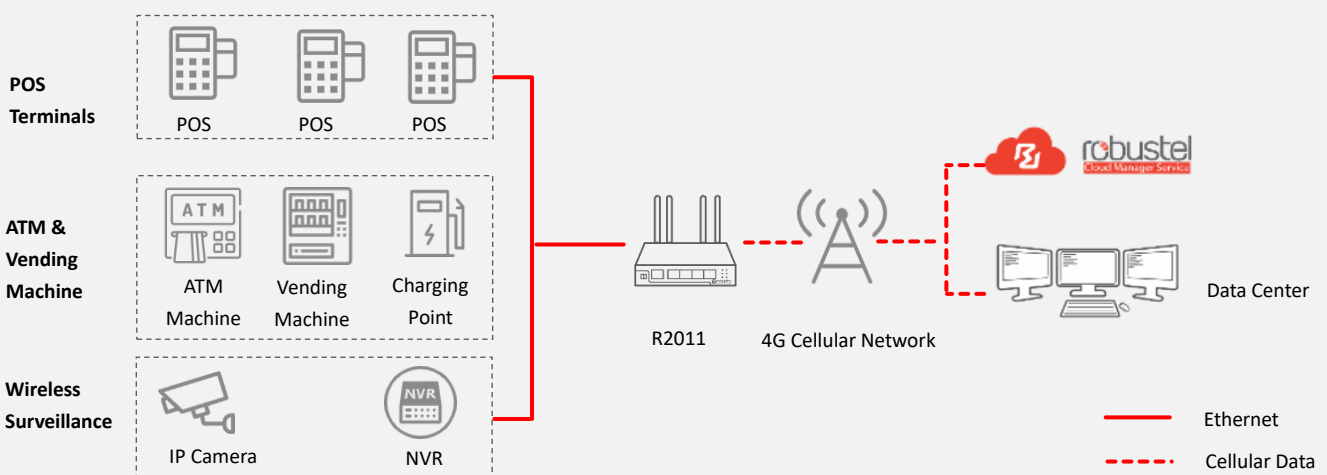 POS
Terminals
POS
POS
POS
ATM &
Vending
Machine
ATM
ATM
Machine
Vending
Machine
Charging
Point
Wireless
Surveillance
IP Camera
NVR
NVR
R2011
4G Cellular Network
robustel
Cloud Manager Service
Data Center
Ethernet
Cellular Data